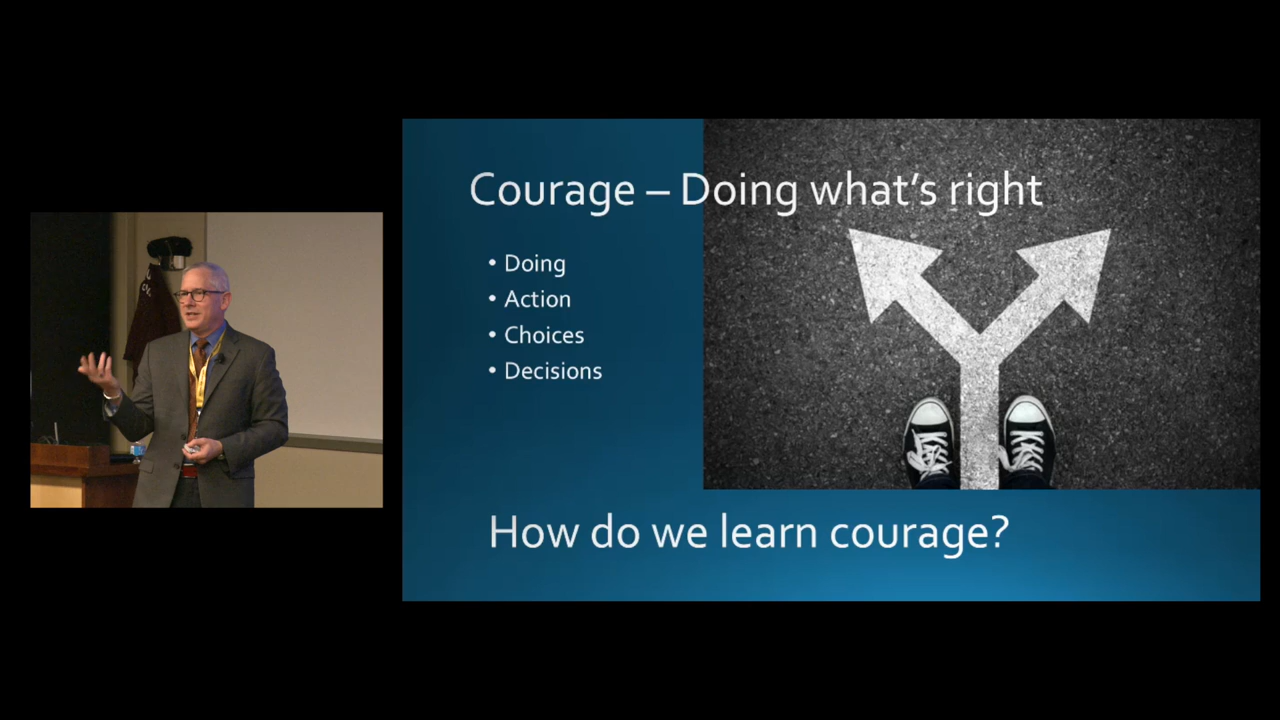 Courage – Doing what's right
• Doing
• Action
• Choices
• Decisions
How do we learn courage?